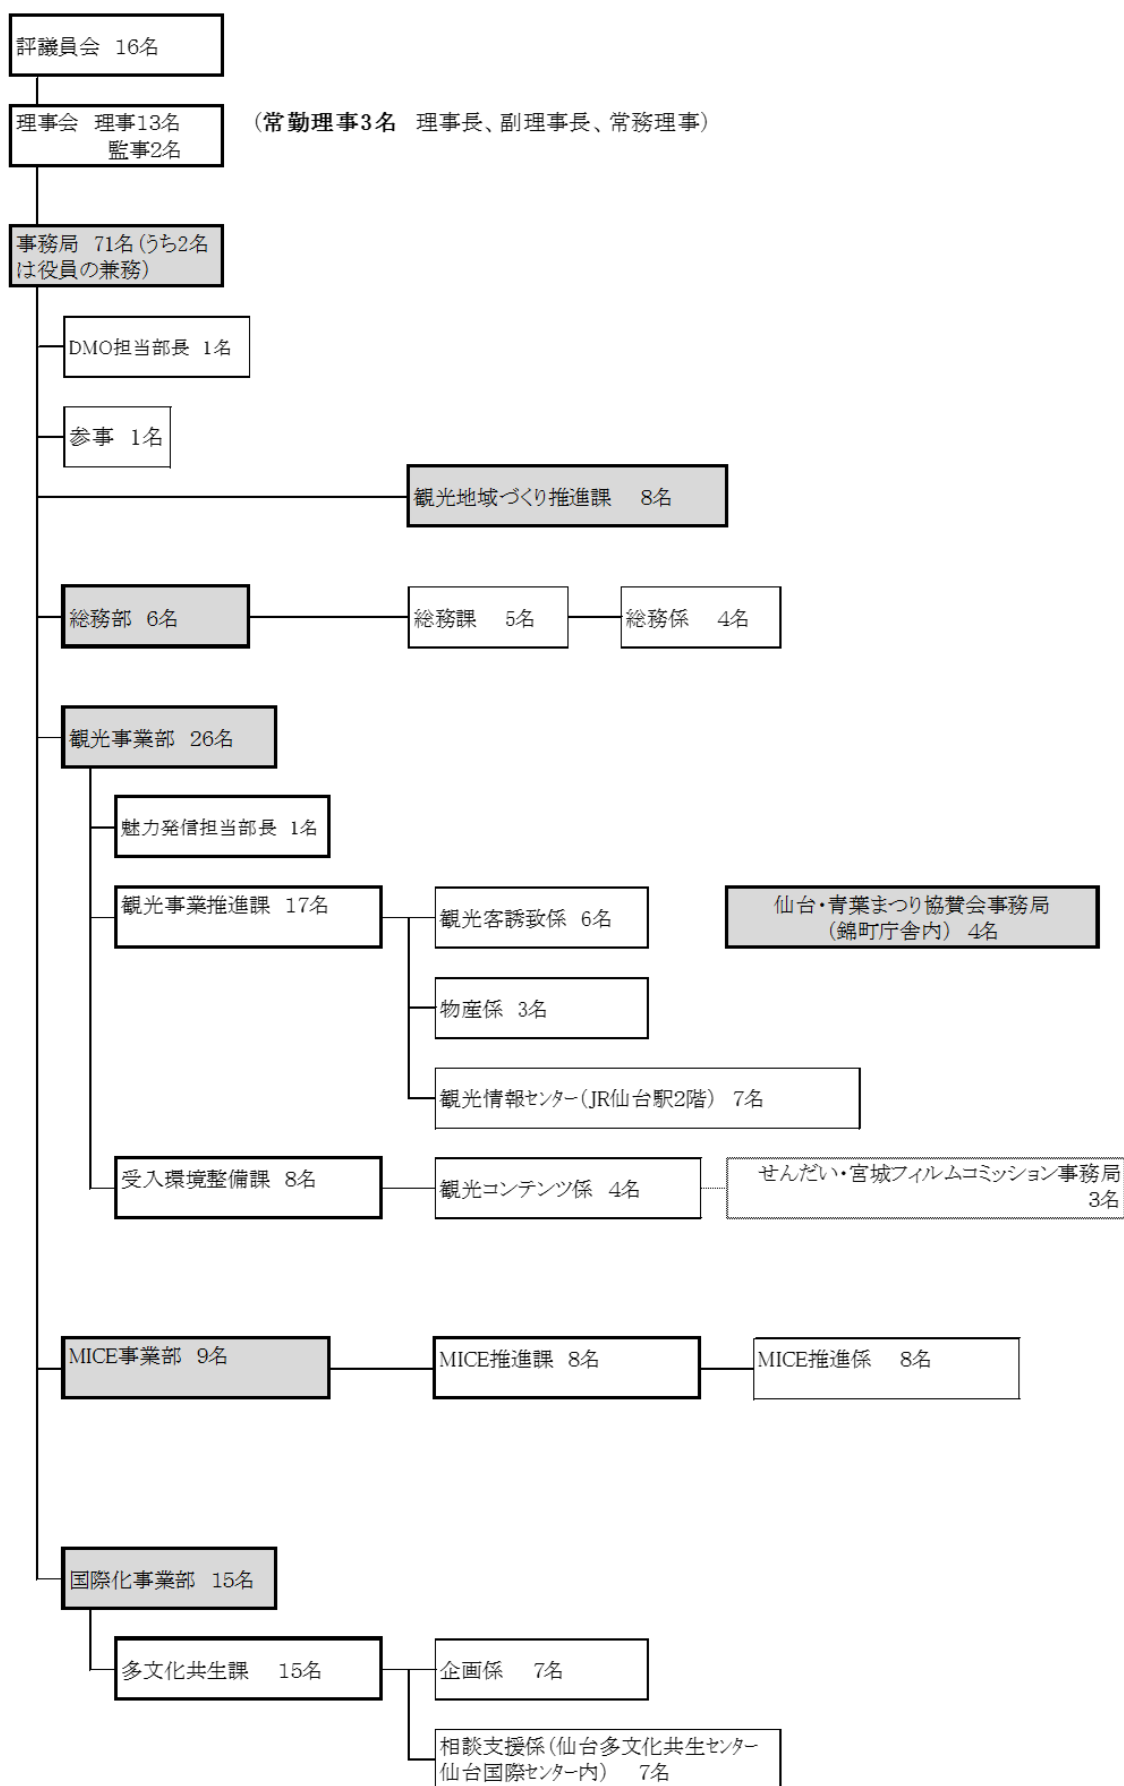 評議員会 16名
理事会 理事13名
監事2名
(常勤理事3名 理事長、副理事長、常務理事)
事務局 71名(うち2名
は役員の兼務)
DMO担当部長 1名
参事 1名
観光地域づくり推進課 8名
総務部 6名
総務課 5名
総務係 4名
観光事業部 26名
魅力発信担当部長 1名
観光事業推進課 17名
観光客誘致係 6名
仙台・青葉まつり協賛会事務局
(錦町庁舎内) 4名
物産係 3名
観光情報センター(JR仙台駅2階) 7名
受入環境整備課 8名
観光コンテンツ係 4名
せんだい・宮城フィルムコミッション事務局
3名
MICE事業部 9名
MICE推進課 8名
MICE推進係 8名
国際化事業部 15名
多文化共生課 15名
企画係 7名
相談支援係(仙台多文化共生センター
仙台国際センター内) 7名